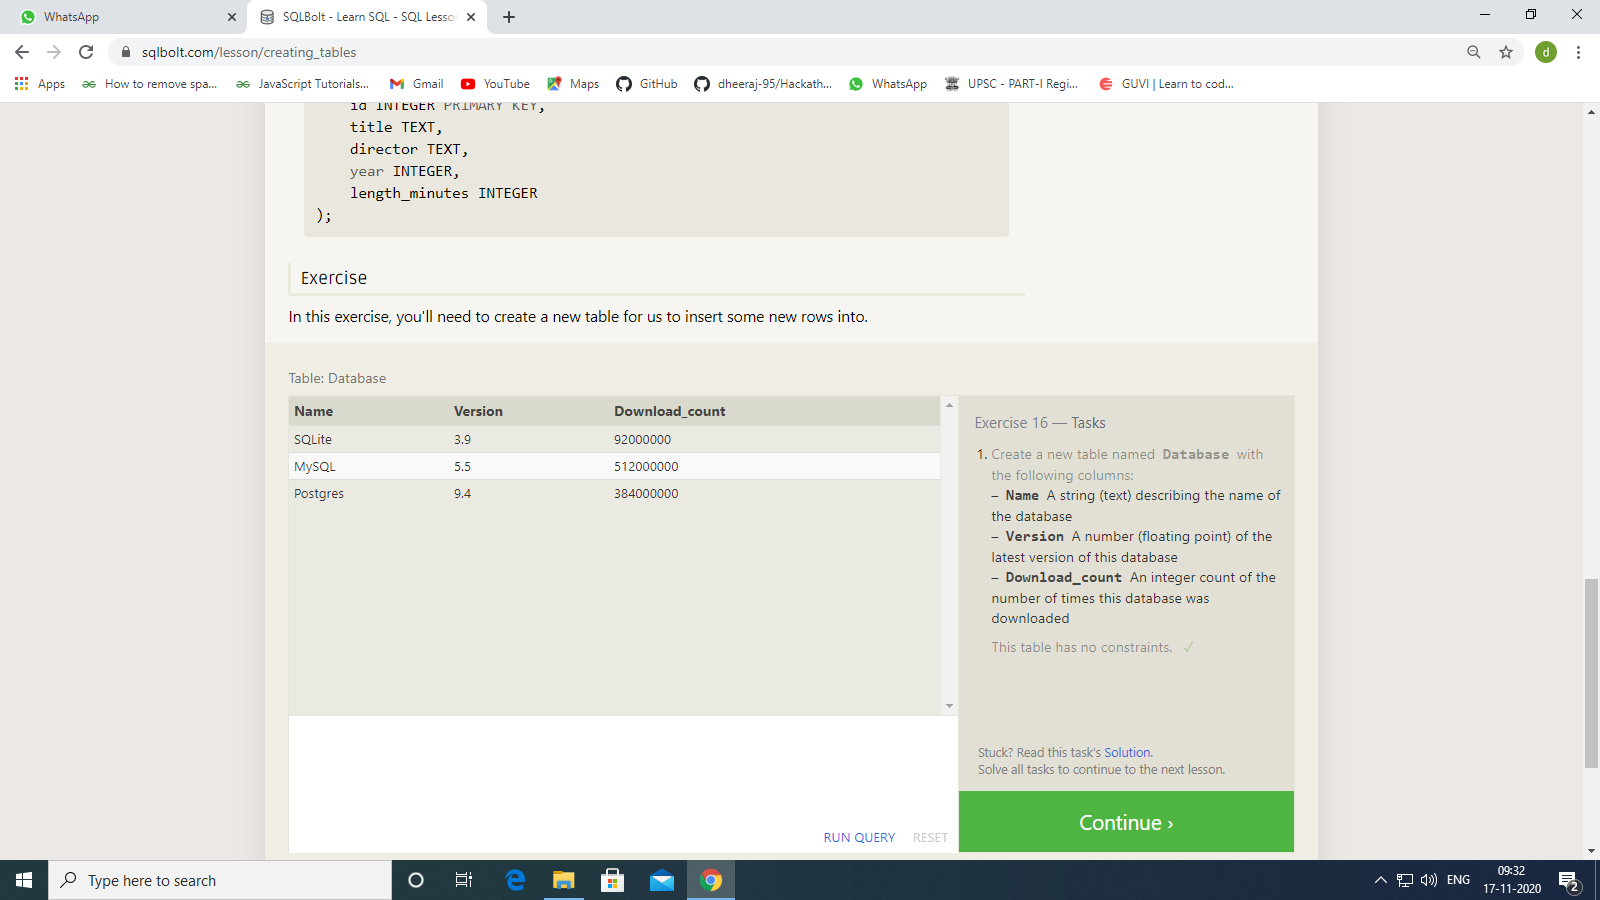 WhatsApp
SQLBolt - Learn SQL - SQL Lesson
sqlbolt.com/lesson/creating_tables
d
Apps
How to remove spa...
JavaScript Tutorials...
Gmail
YouTube
Maps
GitHub
dheeraj-95/Hackath...
WhatsApp
UPSC - PART-I Regi...
GUVI | Learn to cod...
id INTEGER PRIMARY KEY,
title TEXT,
director TEXT,
year INTEGER,
length_minutes INTEGER
);
Exercise
In this exercise, you'll need to create a new table for us to insert some new rows into.
Table: Database
Name Version Download_count
SQLite 3.9 92000000
MySQL 5.5 512000000
Postgres 9.4 384000000
Exercise 16 — Tasks
1. Create a new table named Database with
the following columns:
– Name A string (text) describing the name of
the database
– Version A number (floating point) of the
latest version of this database
– Download_count An integer count of the
number of times this database was
downloaded
This table has no constraints. ✓
Stuck? Read this task's Solution.
Solve all tasks to continue to the next lesson.
RUN QUERY RESET
Continue ›
Type here to search
ENG
09:32
17-11-2020
2